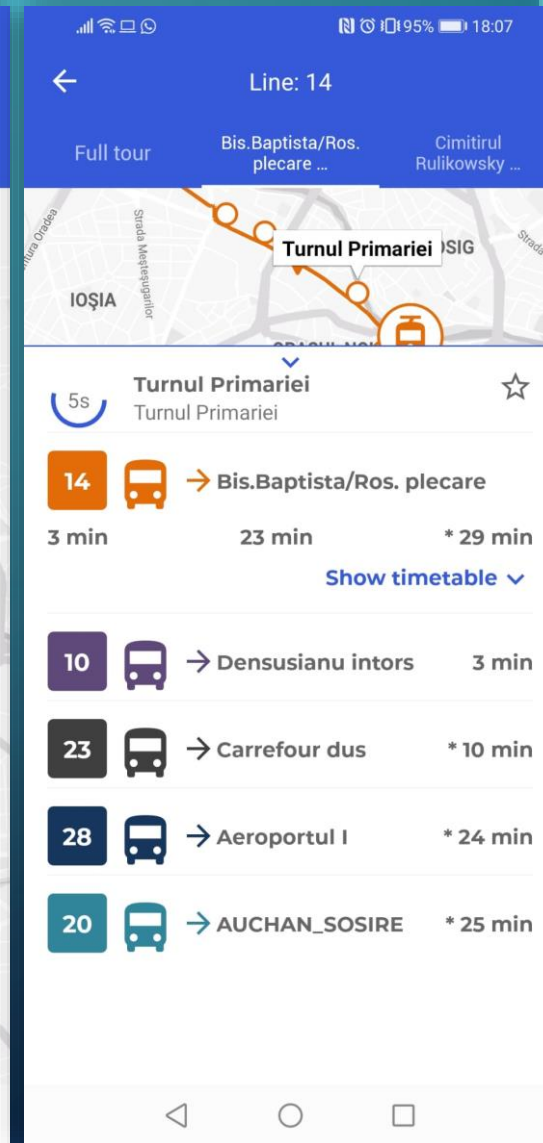 95% 18:07
Line: 14
Full tour
Bis.Baptista/Ros.
plecare ...
Cimitirul
Rulikowsky ...
Oradea
Strada Meșteșugarilor
Turnul Primariei
OSIG
Strada
IOȘIA
5s
Turnul Primariei
Turnul Primariei
14 → Bis.Baptista/Ros. plecare
3 min 23 min * 29 min
Show timetable
10 → Densusianu intors 3 min
23 → Carrefour dus * 10 min
28 → Aeroportul I * 24 min
20 → AUCHAN_SOSIRE * 25 min